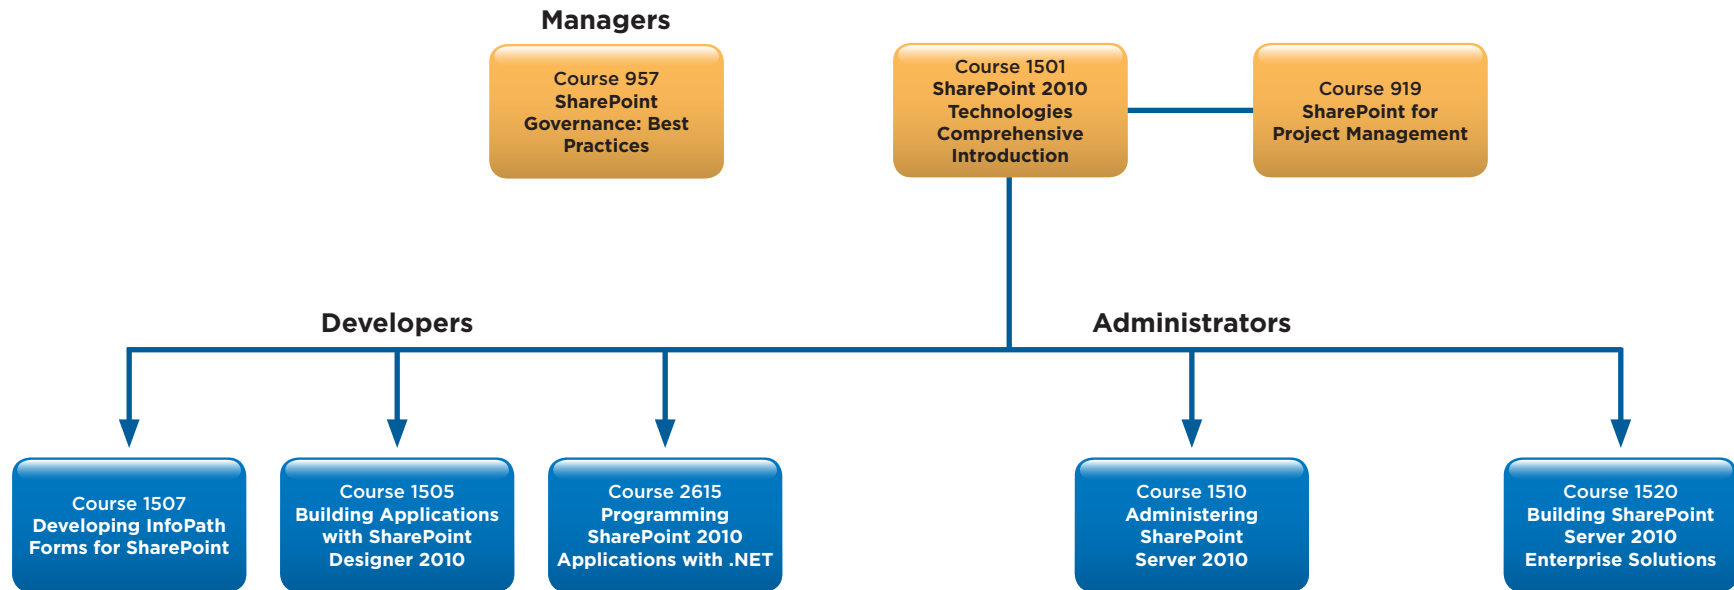 Managers
Course 957
SharePoint
Governance: Best
Practices
Course 1501
SharePoint 2010
Technologies
Comprehensive
Introduction
Course 919
SharePoint for
Project Management
Developers
Administrators
Course 1507
Developing InfoPath
Forms for SharePoint
Course 1505
Building Applications
with SharePoint
Designer 2010
Course 2615
Programming
SharePoint 2010
Applications with .NET
Course 1510
Administering
SharePoint
Server 2010
Course 1520
Building SharePoint
Server 2010
Enterprise Solutions